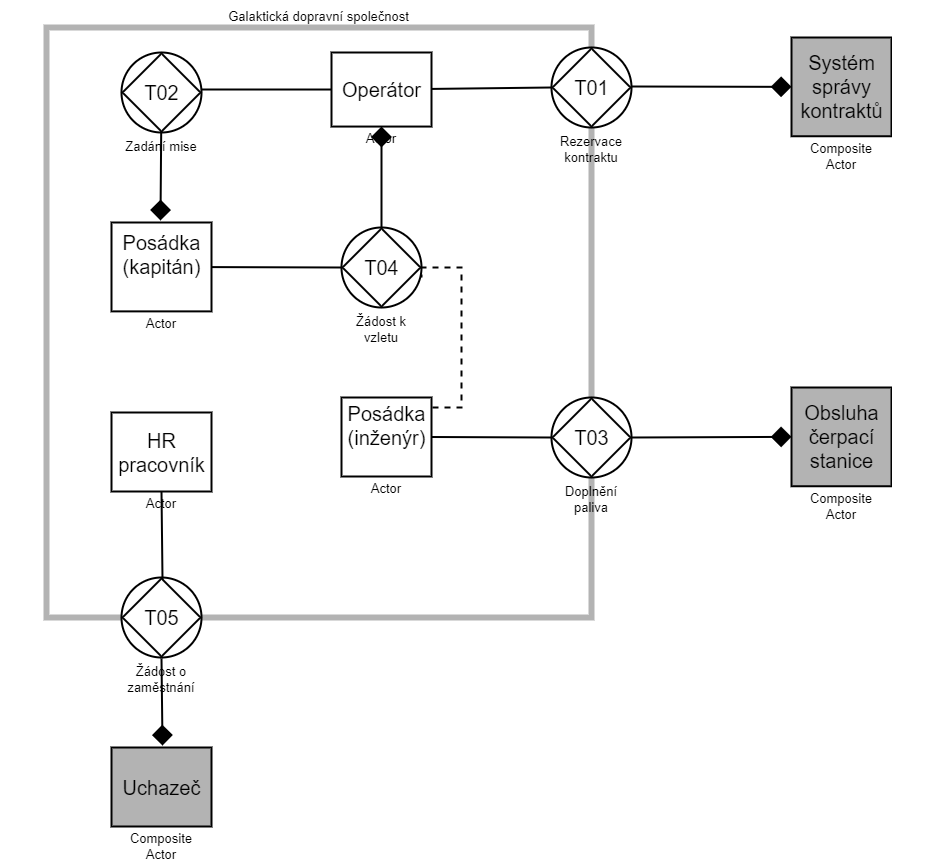 Galaktická dopravní společnost
T02
Zadání mise
Operátor
Actor
T01
Rezervace
kontraktu
Systém
správy
kontraktů
Composite
Actor
Posádka
(kapitán)
Actor
T04
Žádost k
vzletu
HR
pracovník
Actor
Posádka
(inženýr)
Actor
T03
Doplnění
paliva
Obsluha
čerpací
stanice
Composite
Actor
T05
Žádost o
zaměstnání
Uchazeč
Composite
Actor